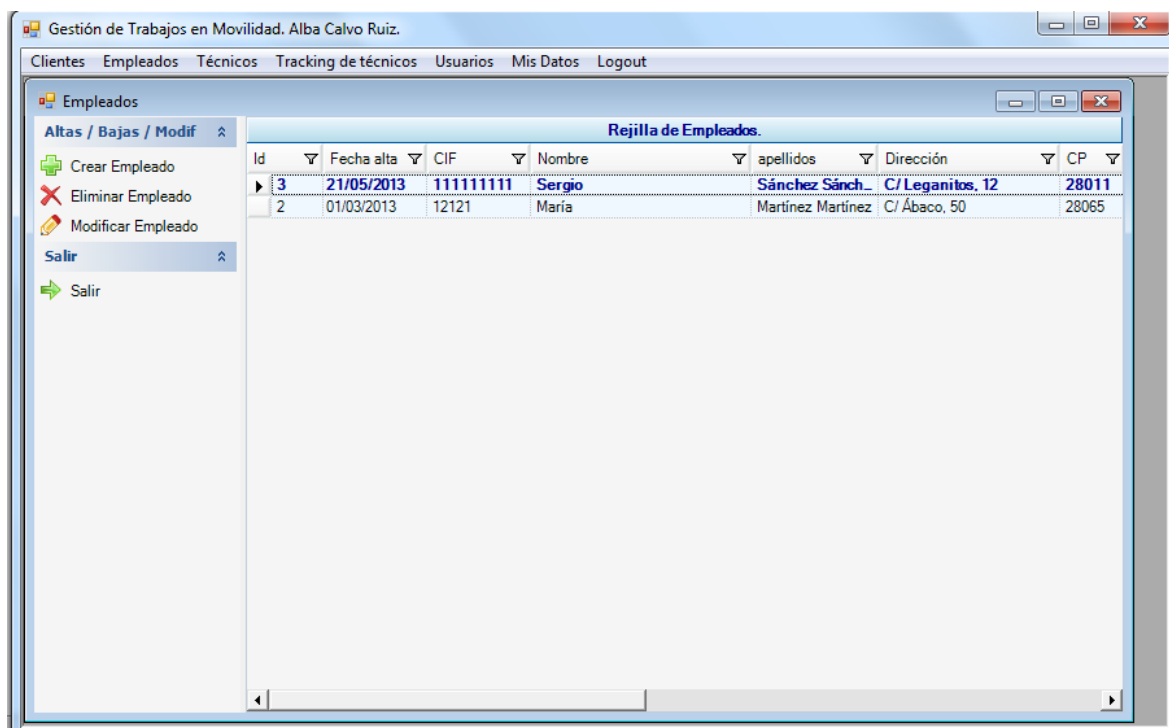 Gestión de Trabajos en Movilidad. Alba Calvo Ruiz.
Clientes Empleados Técnicos Tracking de técnicos Usuarios Mis Datos Logout
Empleados
Altas / Bajas / Modif
Crear Empleado
Eliminar Empleado
Modificar Empleado
Salir
Salir
Rejilla de Empleados.
Id Fecha alta CIF Nombre apellidos Dirección CP
3 21/05/2013 111111111 Sergio Sánchez Sánch... C/ Leganitos, 12 28011
2 01/03/2013 12121 María Martínez Martínez C/ Ábaco, 50 28065